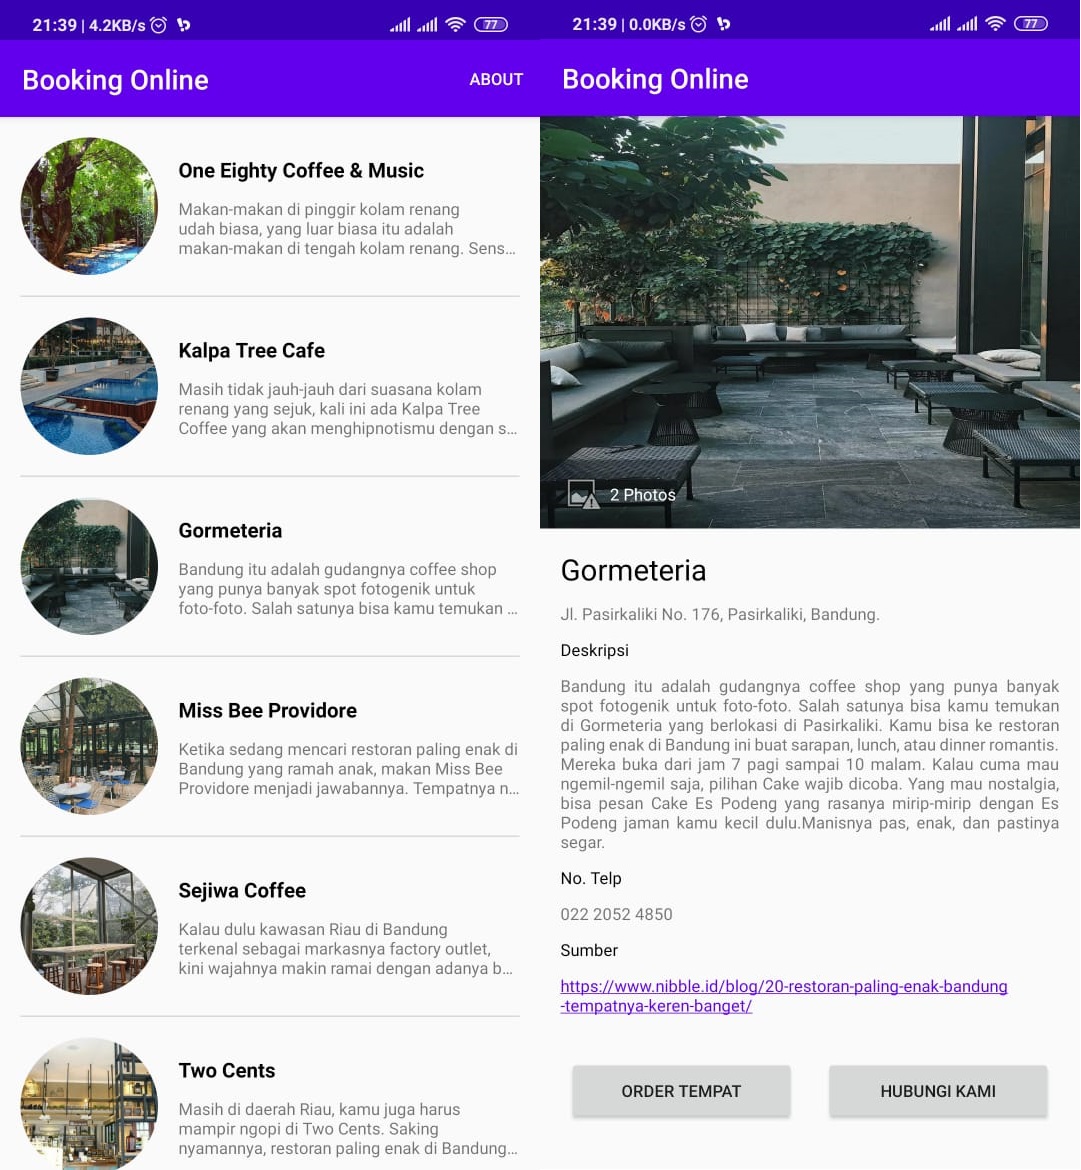 21:39 | 4.2KB/s
77
Booking Online
ABOUT
One Eighty Coffee & Music
Makan-makan di pinggir kolam renang
udah biasa, yang luar biasa itu adalah
makan-makan di tengah kolam renang. Sens...
Kalpa Tree Cafe
Masih tidak jauh-jauh dari suasana kolam
renang yang sejuk, kali ini ada Kalpa Tree
Coffee yang akan menghipnotismu dengan s...
Gormeteria
Bandung itu adalah gudangnya coffee shop
yang punya banyak spot fotogenik untuk
foto-foto. Salah satunya bisa kamu temukan ...
Miss Bee Providore
Ketika sedang mencari restoran paling enak di
Bandung yang ramah anak, makan Miss Bee
Providore menjadi jawabannya. Tempatnya n...
Sejiwa Coffee
Kalau dulu kawasan Riau di Bandung
terkenal sebagai markasnya factory outlet,
kini wajahnya makin ramai dengan adanya b...
Two Cents
Masih di daerah Riau, kamu juga harus
mampir ngopi di Two Cents. Saking
nyamannya, restoran paling enak di Bandung...
21:39 | 0.0KB/s
77
Booking Online
2 Photos
Gormeteria
Jl. Pasirkaliki No. 176, Pasirkaliki, Bandung.
Deskripsi
Bandung itu adalah gudangnya coffee shop yang punya banyak
spot fotogenik untuk foto-foto. Salah satunya bisa kamu temukan
di Gormeteria yang berlokasi di Pasirkaliki. Kamu bisa ke restoran
paling enak di Bandung ini buat sarapan, lunch, atau dinner romantis.
Mereka buka dari jam 7 pagi sampai 10 malam. Kalau cuma mau
ngemil-ngemil saja, pilihan Cake wajib dicoba. Yang mau nostalgia,
bisa pesan Cake Es Podeng yang rasanya mirip-mirip dengan Es
Podeng jaman kamu kecil dulu.Manisnya pas, enak, dan pastinya
segar.
No. Telp
022 2052 4850
Sumber
https://www.nibble.id/blog/20-restoran-paling-enak-bandung
-tempatnya-keren-banget/
ORDER TEMPAT
HUBUNGI KAMI